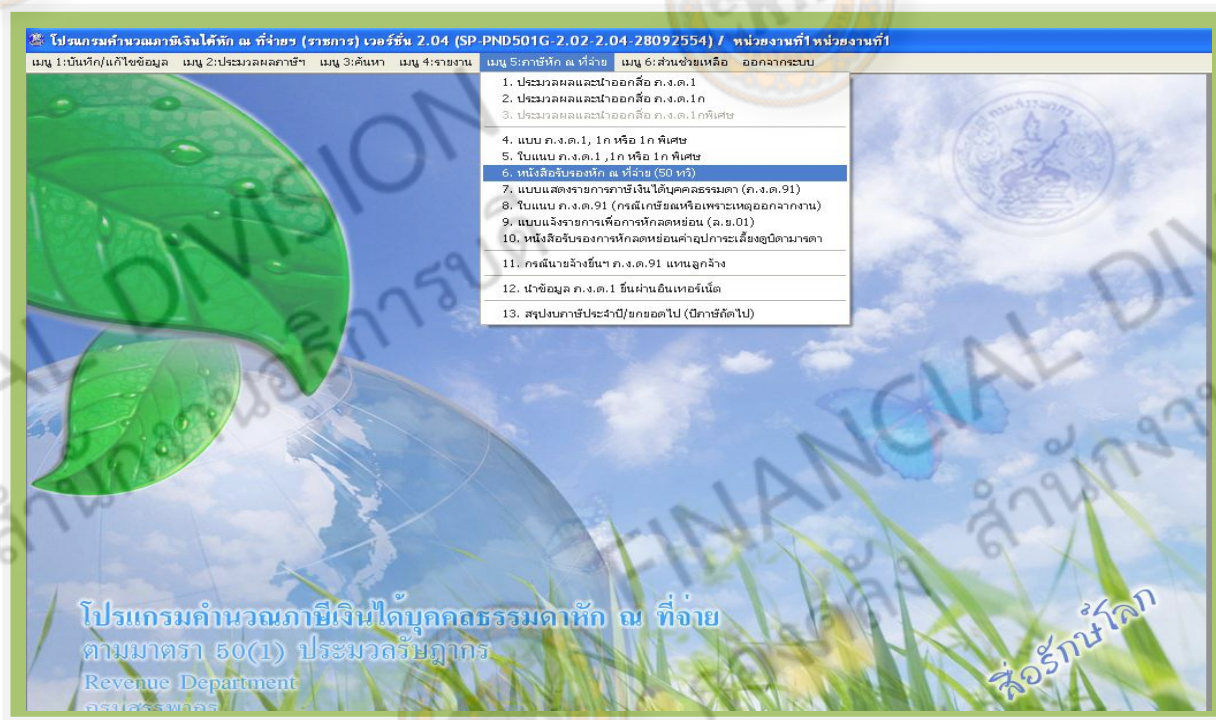 โปรแกรมคำนวณภาษีเงินได้หัก ณ ที่จ่ายฯ (ราชการ) เวอร์ชั่น 2.04 (SP-PND501G-2.02-2.04-28092554) / หน่วยงานที่1หน่วยงานที่1
เมนู 1:บันทึก/แก้ไขข้อมูล เมนู 2:ประมวลผลภาษีฯ เมนู 3:ค้นหา เมนู 4:รายงาน เมนู 5:ภาษีหัก ณ ที่จ่าย เมนู 6:ส่วนช่วยเหลือ ออกจากระบบ
1. ประมวลผลและนำออกสื่อ ภ.ง.ด.1
2. ประมวลผลและนำออกสื่อ ภ.ง.ด.1ก
3. ประมวลผลและนำออกสื่อ ภ.ง.ด.1กพิเศษ
4. แบบ ภ.ง.ด.1, 1ก หรือ 1ก พิเศษ
5. ใบแนบ ภ.ง.ด.1 ,1ก หรือ 1ก พิเศษ
6. หนังสือรับรองหัก ณ ที่จ่าย (50 ทวิ)
7. แบบแสดงรายการภาษีเงินได้บุคคลธรรมดา (ภ.ง.ด.91)
8. ใบแนบ ภ.ง.ด.91 (กรณีเกษียณหรือเพราะเหตุออกจากงาน)
9. แบบแจ้งรายการเพื่อการหักลดหย่อน (ล.ย.01)
10. หนังสือรับรองการหักลดหย่อนค่าอุปการะเลี้ยงดูบิดามารดา
11. กรณีนายจ้างยื่นฯ ภ.ง.ด.91 แทนลูกจ้าง
12. นำข้อมูล ภ.ง.ด.1 ยื่นผ่านอินเทอร์เน็ต
13. สรุปงบภาษีประจำปี/ยกยอดไป (ปีภาษีถัดไป)
กรมสรรพากร
DIVISION
FINANCIAL DIV
โปรแกรมคำนวณภาษีเงินได้บุคคลธรรมดาหัก ณ ที่จ่าย
ตามมาตรา 50(1) ประมวลรัษฎากร
Revenue Department
กรมสรรพากร
สื่อรักษ์โลก